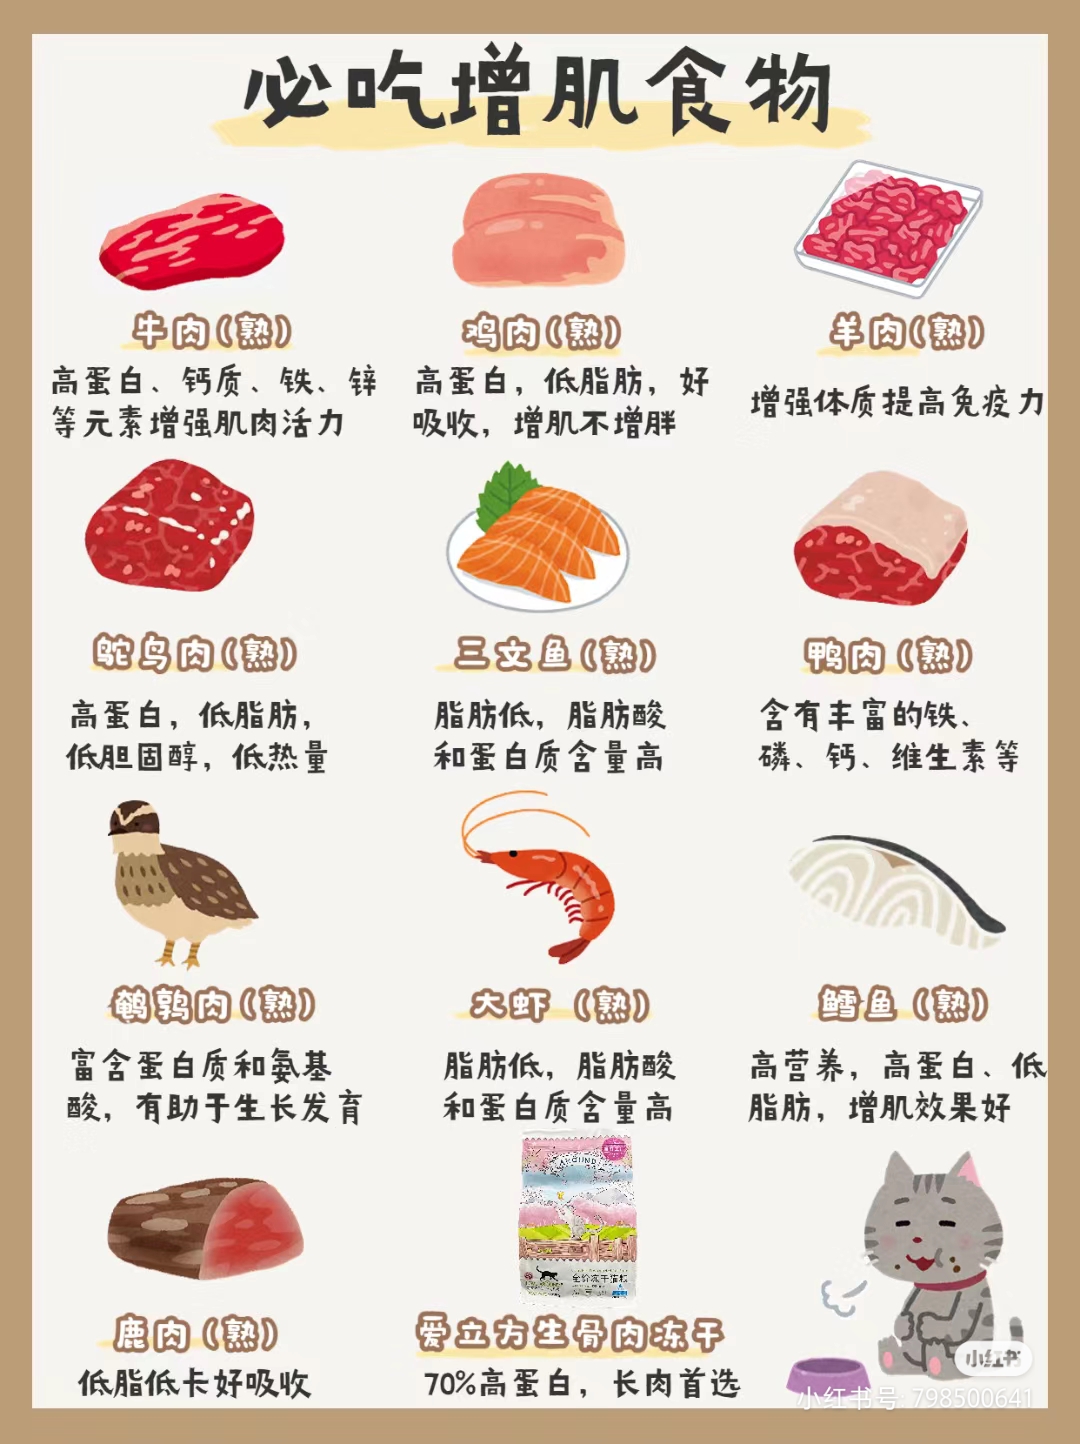 必吃增肌食物
牛肉(熟)
高蛋白、钙质、铁、锌
等元素增强肌肉活力
鸡肉(熟)
高蛋白，低脂肪，好
吸收，增肌不增胖
羊肉(熟)
增强体质提高免疫力
鸵鸟肉(熟)
高蛋白，低脂肪，
低胆固醇，低热量
三文鱼(熟)
脂肪低，脂肪酸
和蛋白质含量高
鸭肉(熟)
含有丰富的铁、
磷、钙、维生素等
鹌鹑肉(熟)
富含蛋白质和氨基
酸，有助于生长发育
大虾(熟)
脂肪低，脂肪酸
和蛋白质含量高
鳕鱼(熟)
高营养，高蛋白、低
脂肪，增肌效果好
鹿肉(熟)
低脂低卡好吸收
全价冻干猫粮
爱立方生骨肉冻干
70%高蛋白，长肉首选
小红书
小红书号: 798500641